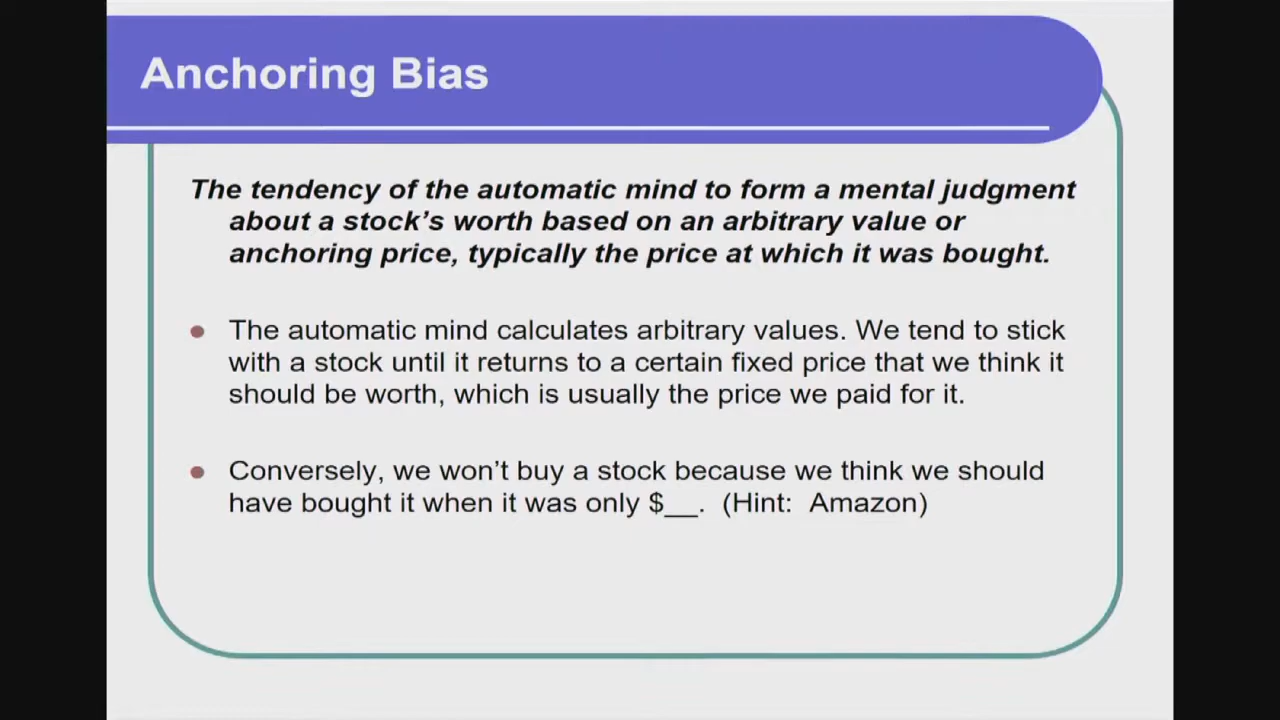 Anchoring Bias
The tendency of the automatic mind to form a mental judgment
about a stock’s worth based on an arbitrary value or
anchoring price, typically the price at which it was bought.
● The automatic mind calculates arbitrary values. We tend to stick
with a stock until it returns to a certain fixed price that we think it
should be worth, which is usually the price we paid for it.
● Conversely, we won’t buy a stock because we think we should
have bought it when it was only $__. (Hint: Amazon)